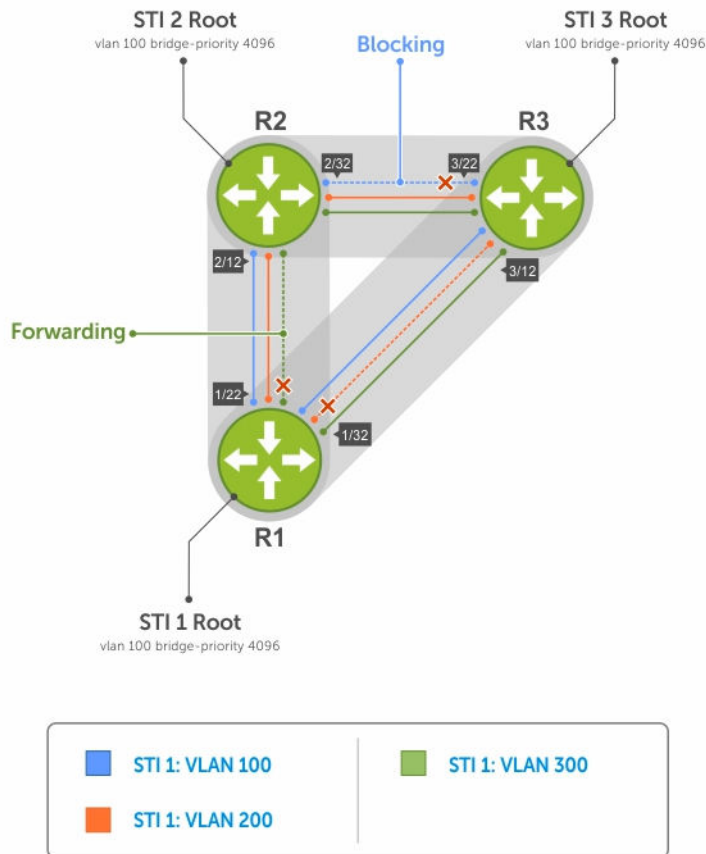 STI 2 Root
vlan 100 bridge-priority 4096
STI 3 Root
vlan 100 bridge-priority 4096
Blocking
R2
R3
2/32
3/22
2/12
3/12
Forwarding
1/22
1/32
R1
STI 1 Root
vlan 100 bridge-priority 4096
STI 1: VLAN 100
STI 1: VLAN 300
STI 1: VLAN 200